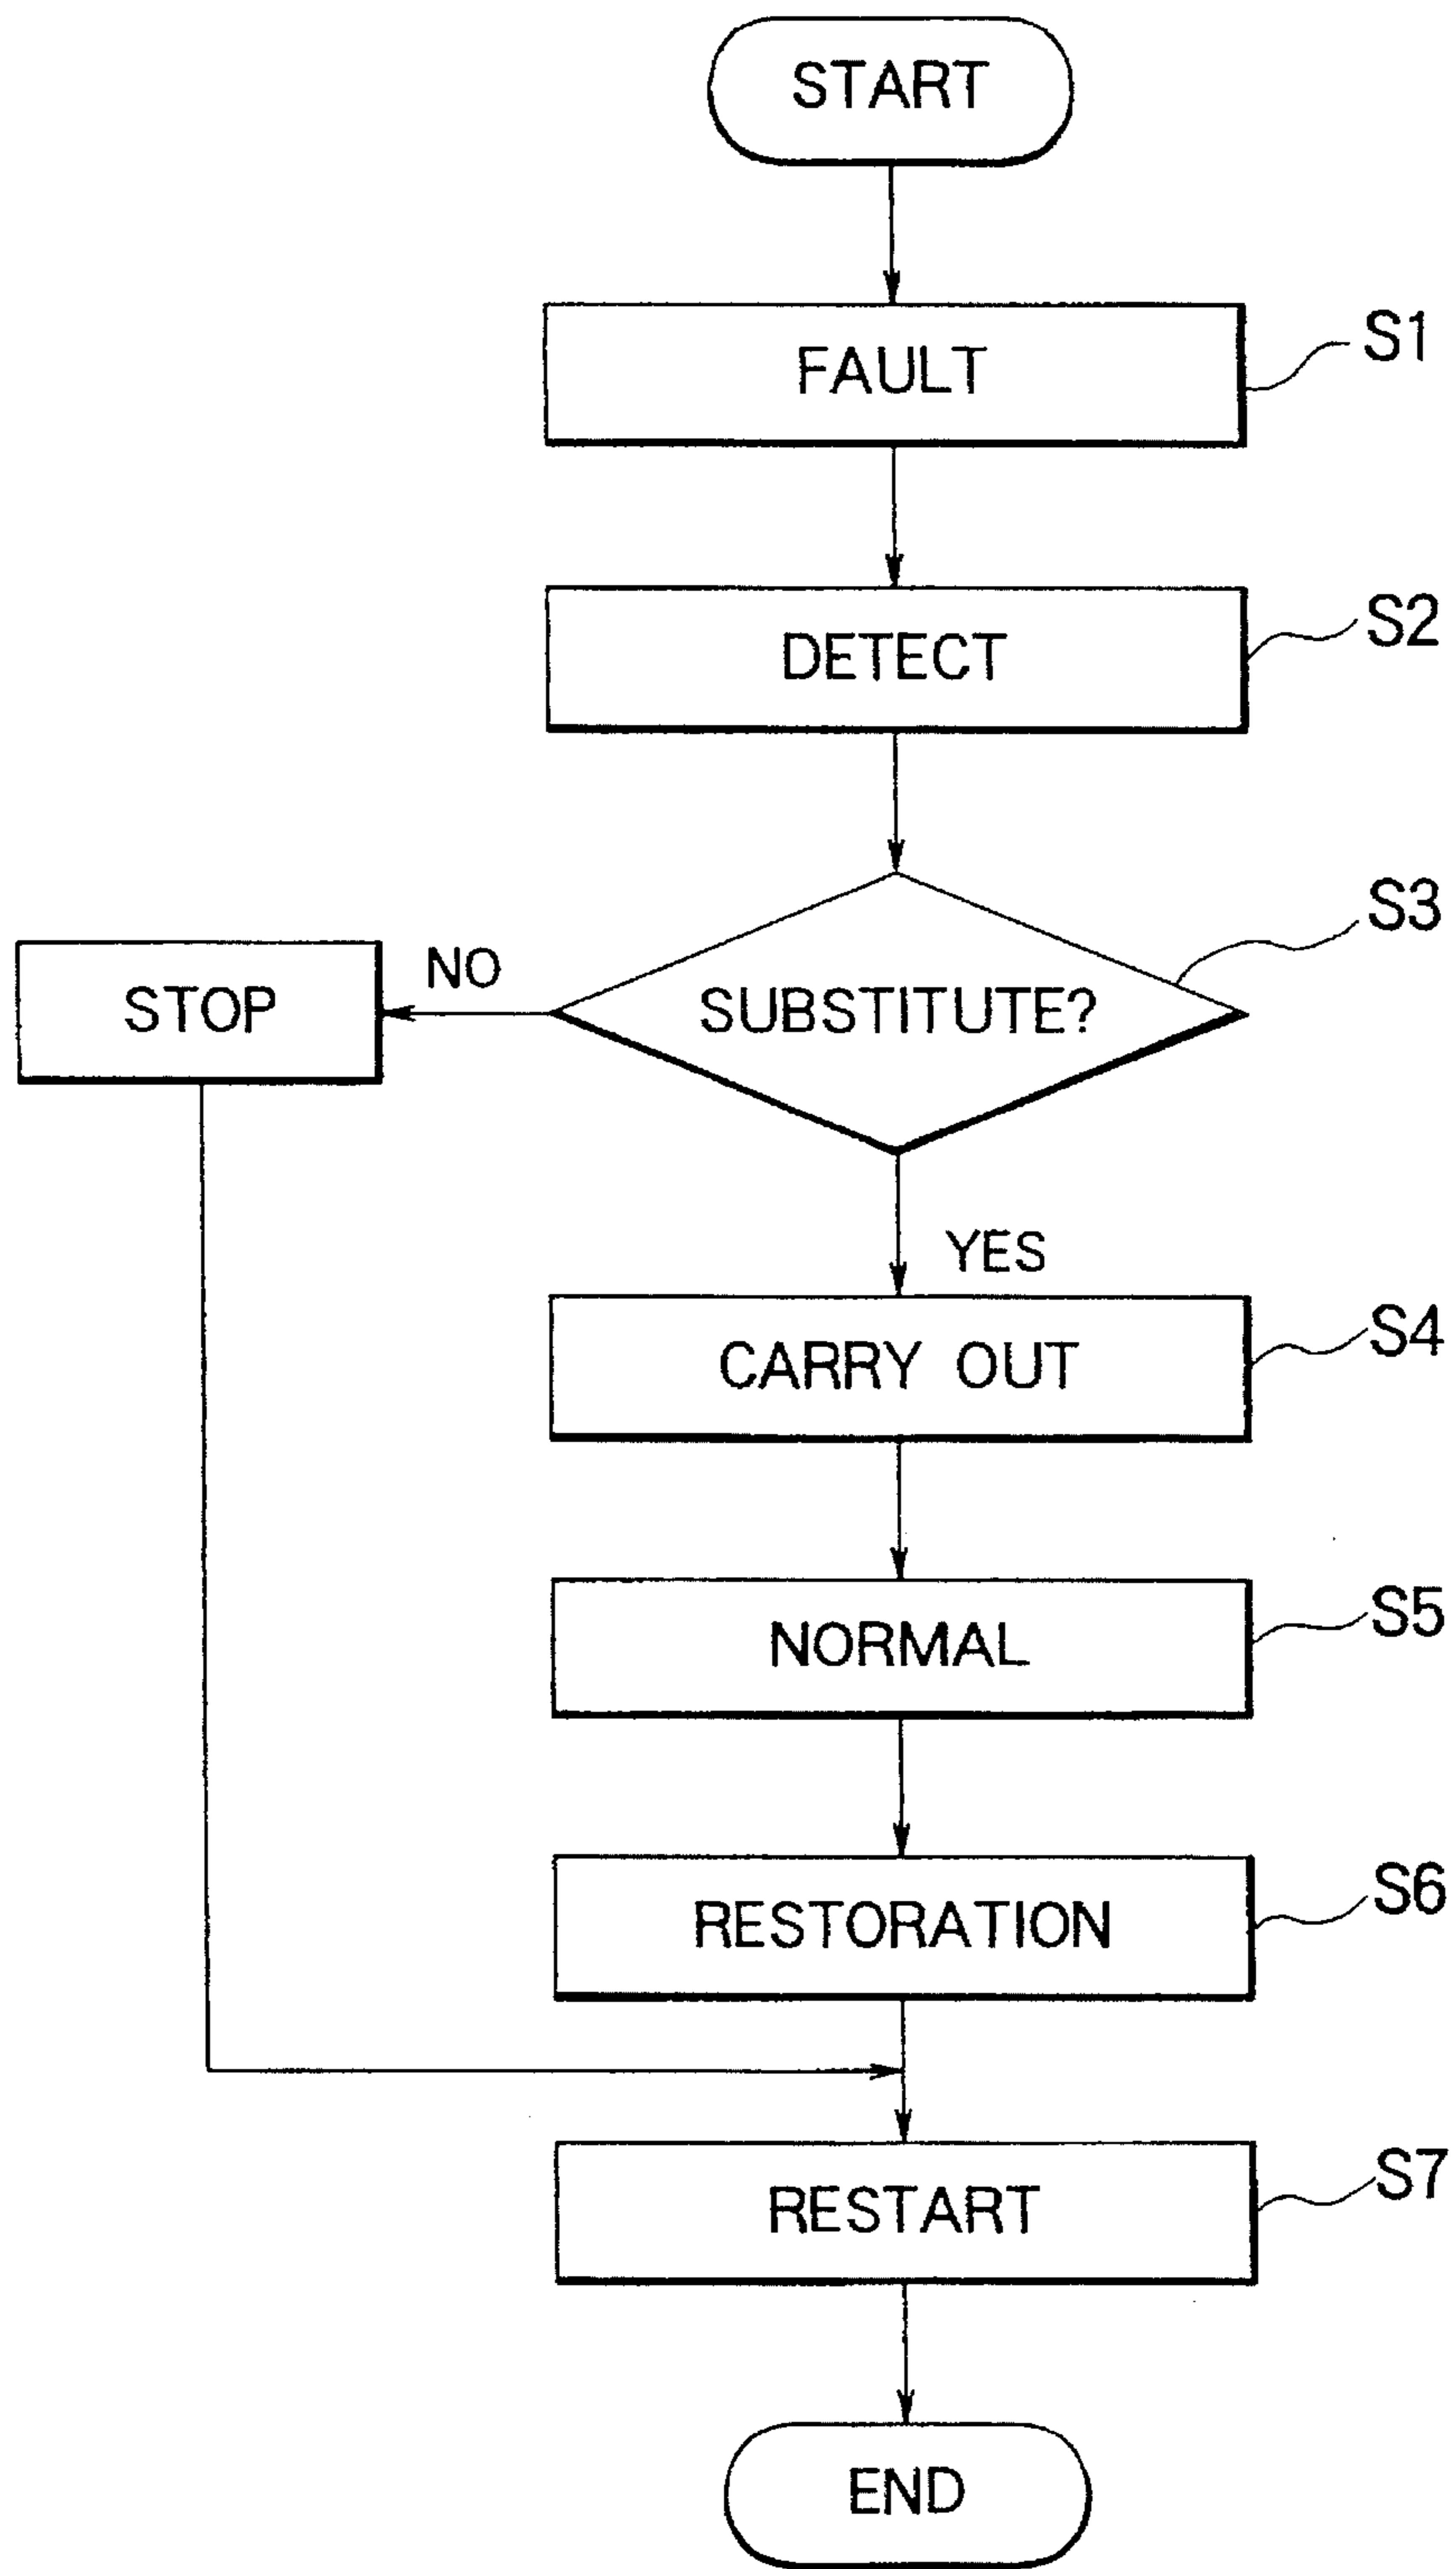 START
FAULT
S1
DETECT
S2
S3
NO
STOP
SUBSTITUTE?
YES
CARRY OUT
S4
NORMAL
S5
RESTORATION
S6
RESTART
S7
END